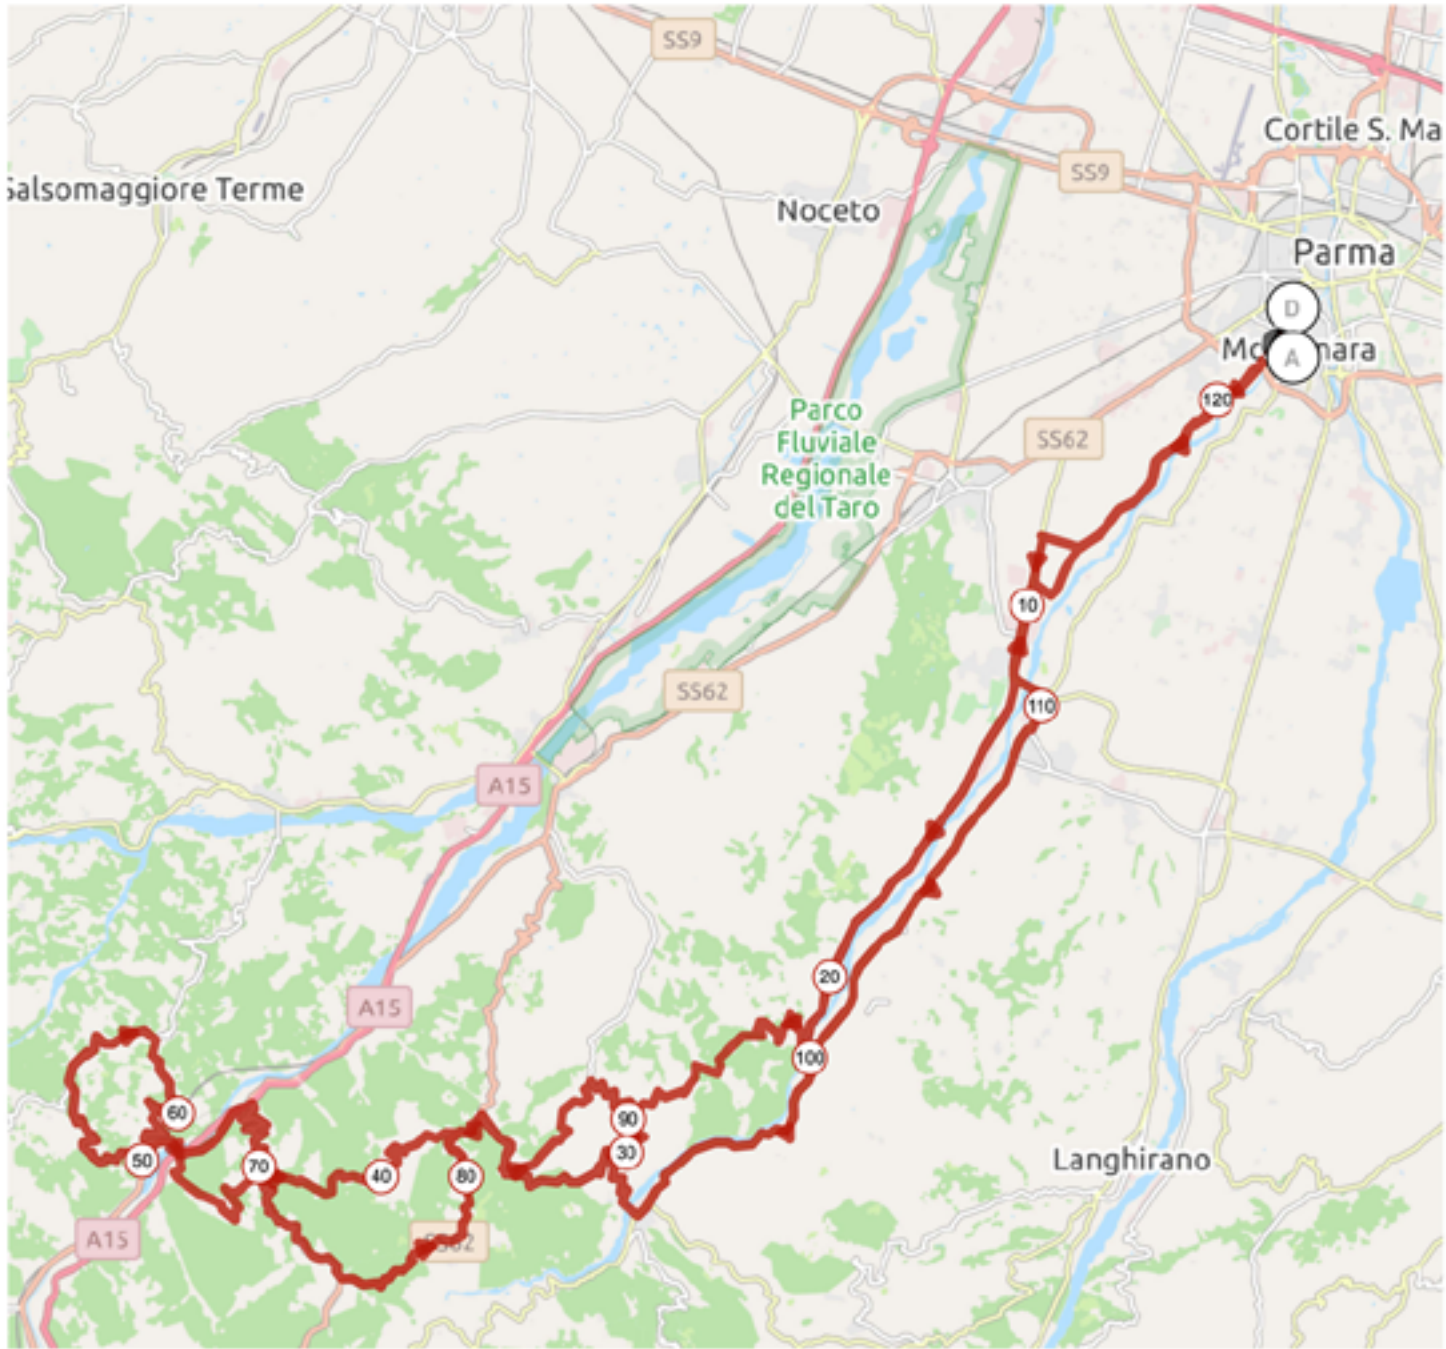 SS9
Cortile S. Ma
SS9
Salsomaggiore Terme
Noceto
Parma
D
A
120
Parco
Fluviale
Regionale
del Taro
SS62
10
SS62
110
A15
20
A15
100
60
90
50
30
70
40
80
Langhirano
A15